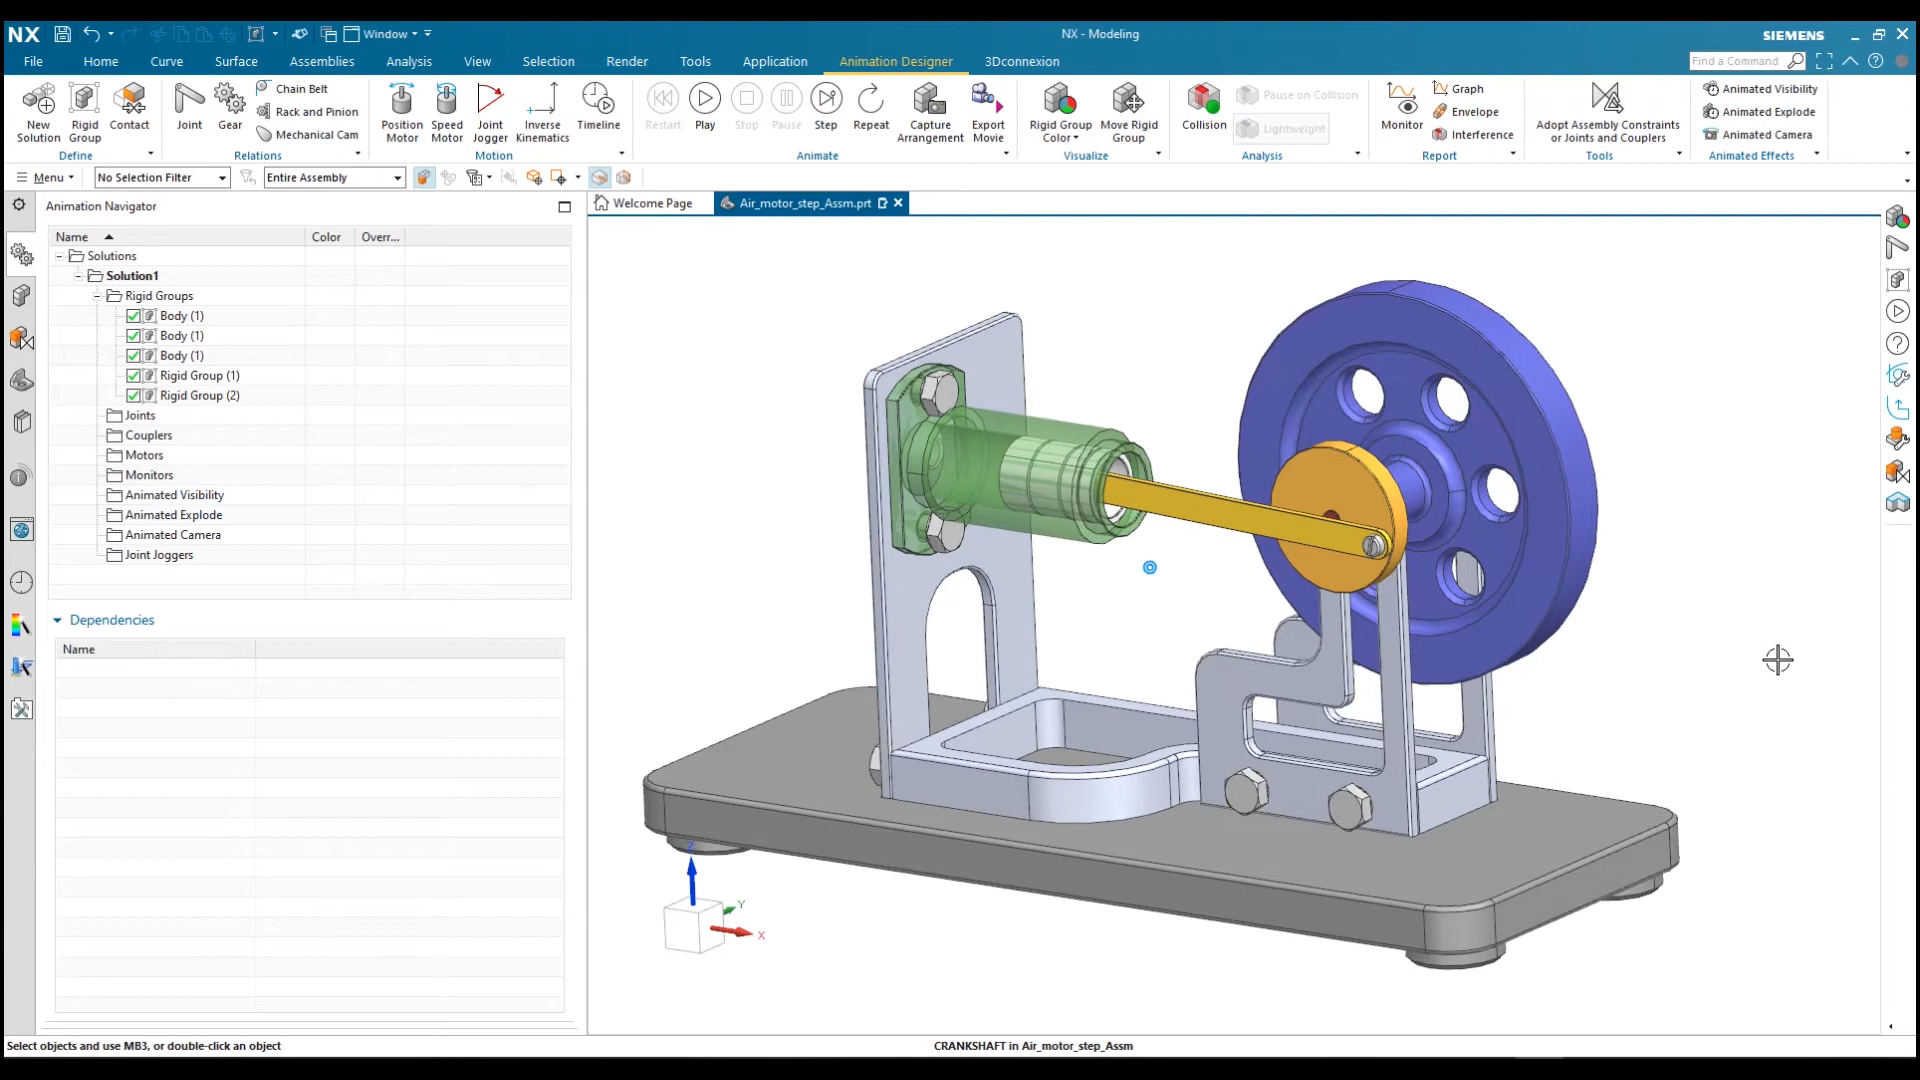 NX
Window
NX - Modeling
SIEMENS
File Home Curve Surface Assemblies Analysis View Selection Render Tools Application Animation Designer 3Dconnexion
Find a Command
New Solution
Rigid Group
Contact
Define
Joint
Gear
Chain Belt
Rack and Pinion
Mechanical Cam
Relations
Position Motor
Speed Motor
Joint Jogger
Inverse Kinematics
Timeline
Motion
Restart
Play
Stop
Pause
Step
Repeat
Capture Arrangement
Export Movie
Animate
Rigid Group Color
Move Rigid Group
Visualize
Collision
Pause on Collision
Lightweight
Analysis
Monitor
Graph
Envelope
Interference
Report
Adopt Assembly Constraints or Joints and Couplers
Tools
Animated Visibility
Animated Explode
Animated Camera
Animated Effects
Menu
No Selection Filter
Entire Assembly
Animation Navigator
Welcome Page
Air_motor_step_Assm.prt
Name Color Overr...
Solutions
Solution1
Rigid Groups
Body (1)
Body (1)
Body (1)
Rigid Group (1)
Rigid Group (2)
Joints
Couplers
Motors
Monitors
Animated Visibility
Animated Explode
Animated Camera
Joint Joggers
Dependencies
Name
Z
Y
X
Select objects and use MB3, or double-click an object
CRANKSHAFT in Air_motor_step_Assm